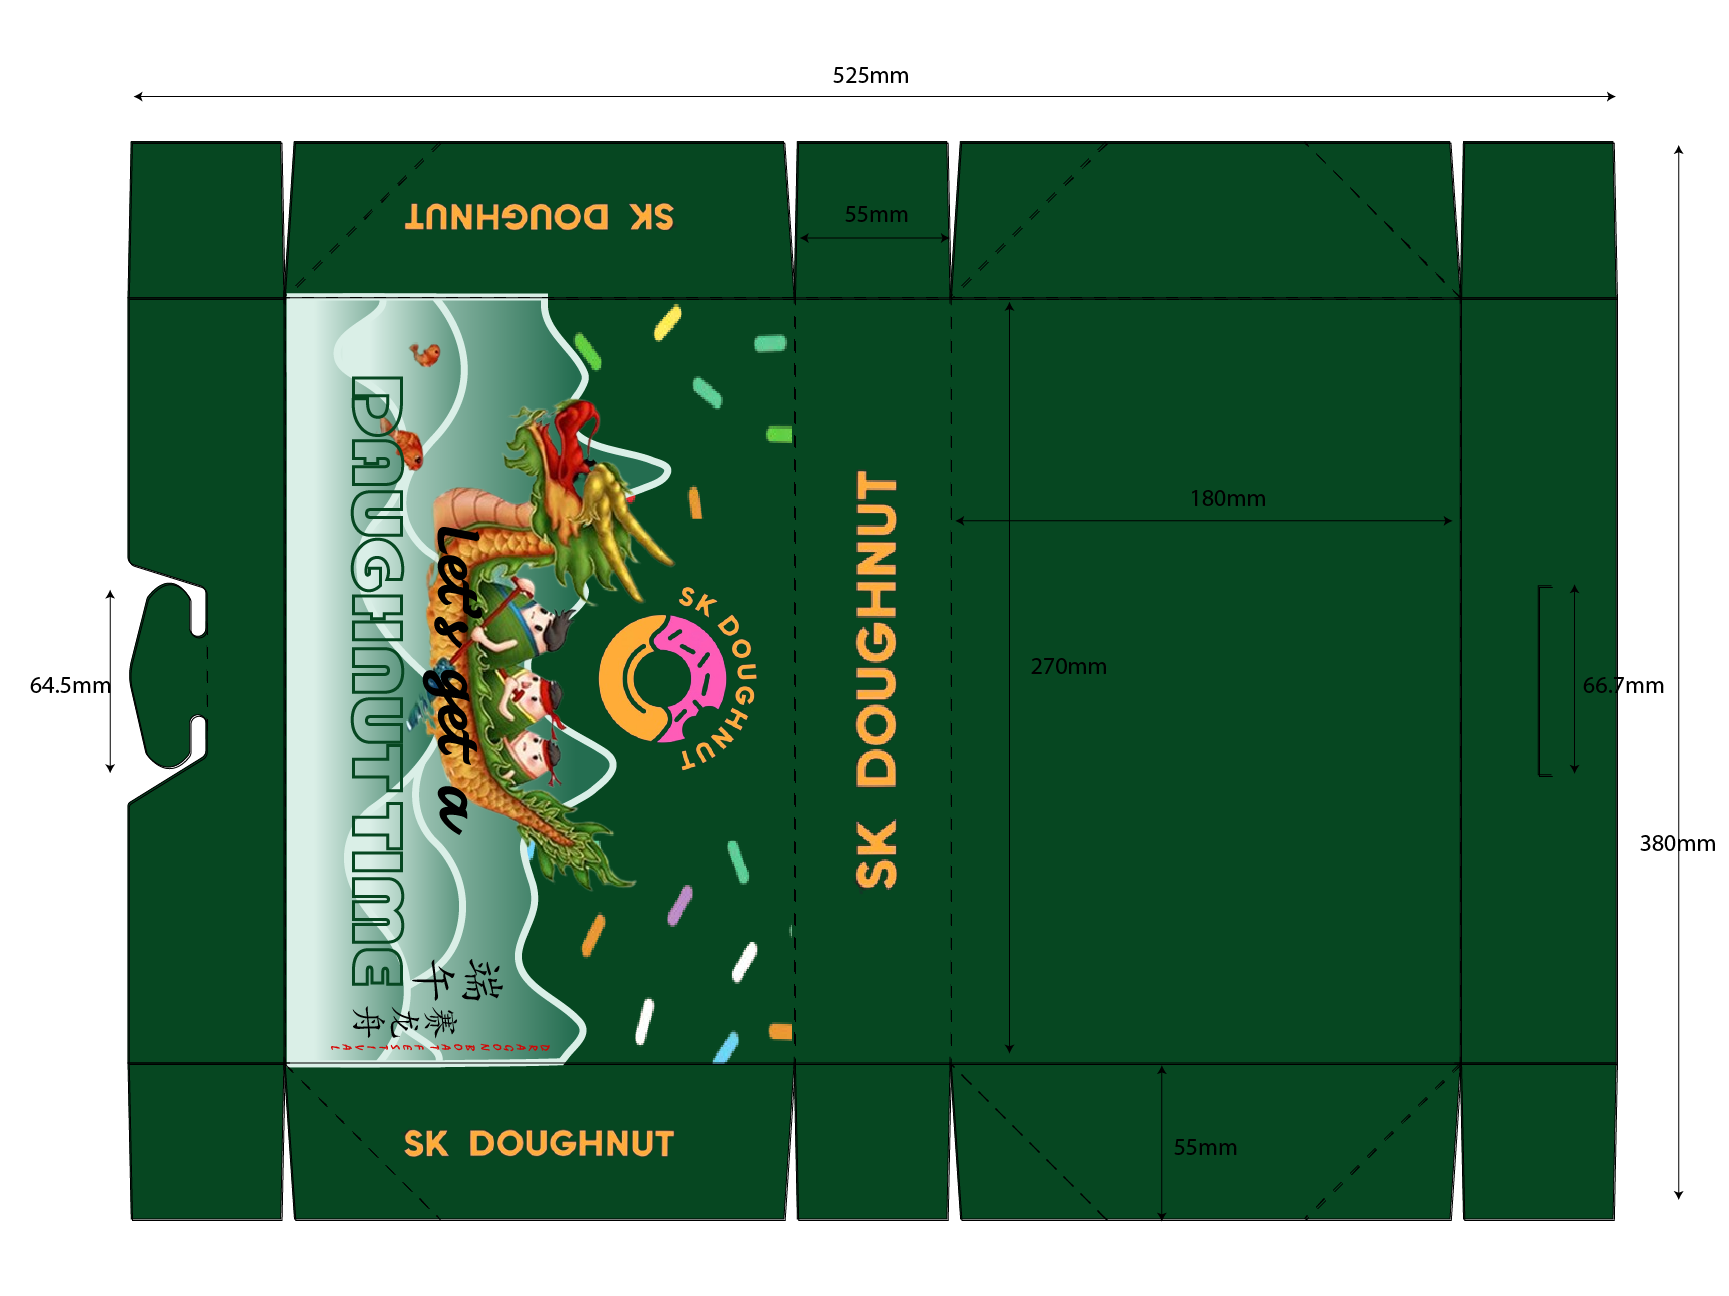 525mm
SK DOUGHNUT
55mm
Let's get a
DAUGHNUT TIME
端午
赛龙舟
DRAGON BOAT FESTIVAL
SK DOUGHNUT
SK DOUGHNUT
180mm
270mm
64.5mm
66.7mm
380mm
55mm
SK DOUGHNUT